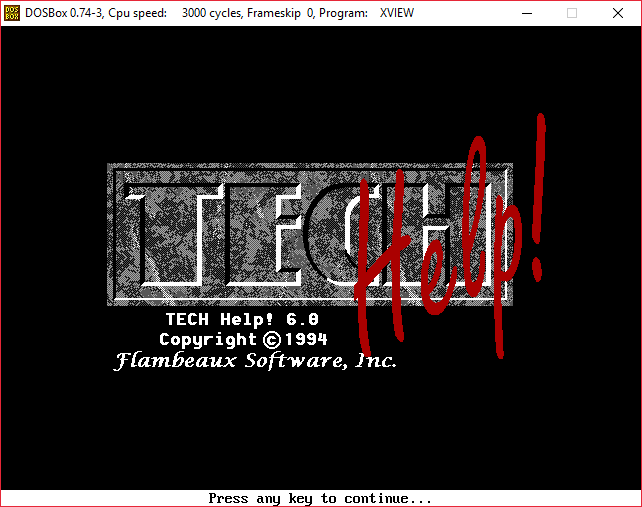 DOSBox 0.74-3, Cpu speed: 3000 cycles, Frameskip 0, Program: XVIEW
TECH
Help!
TECH Help! 6.0
Copyright ©1994
Flambeaux Software, Inc.
Press any key to continue...